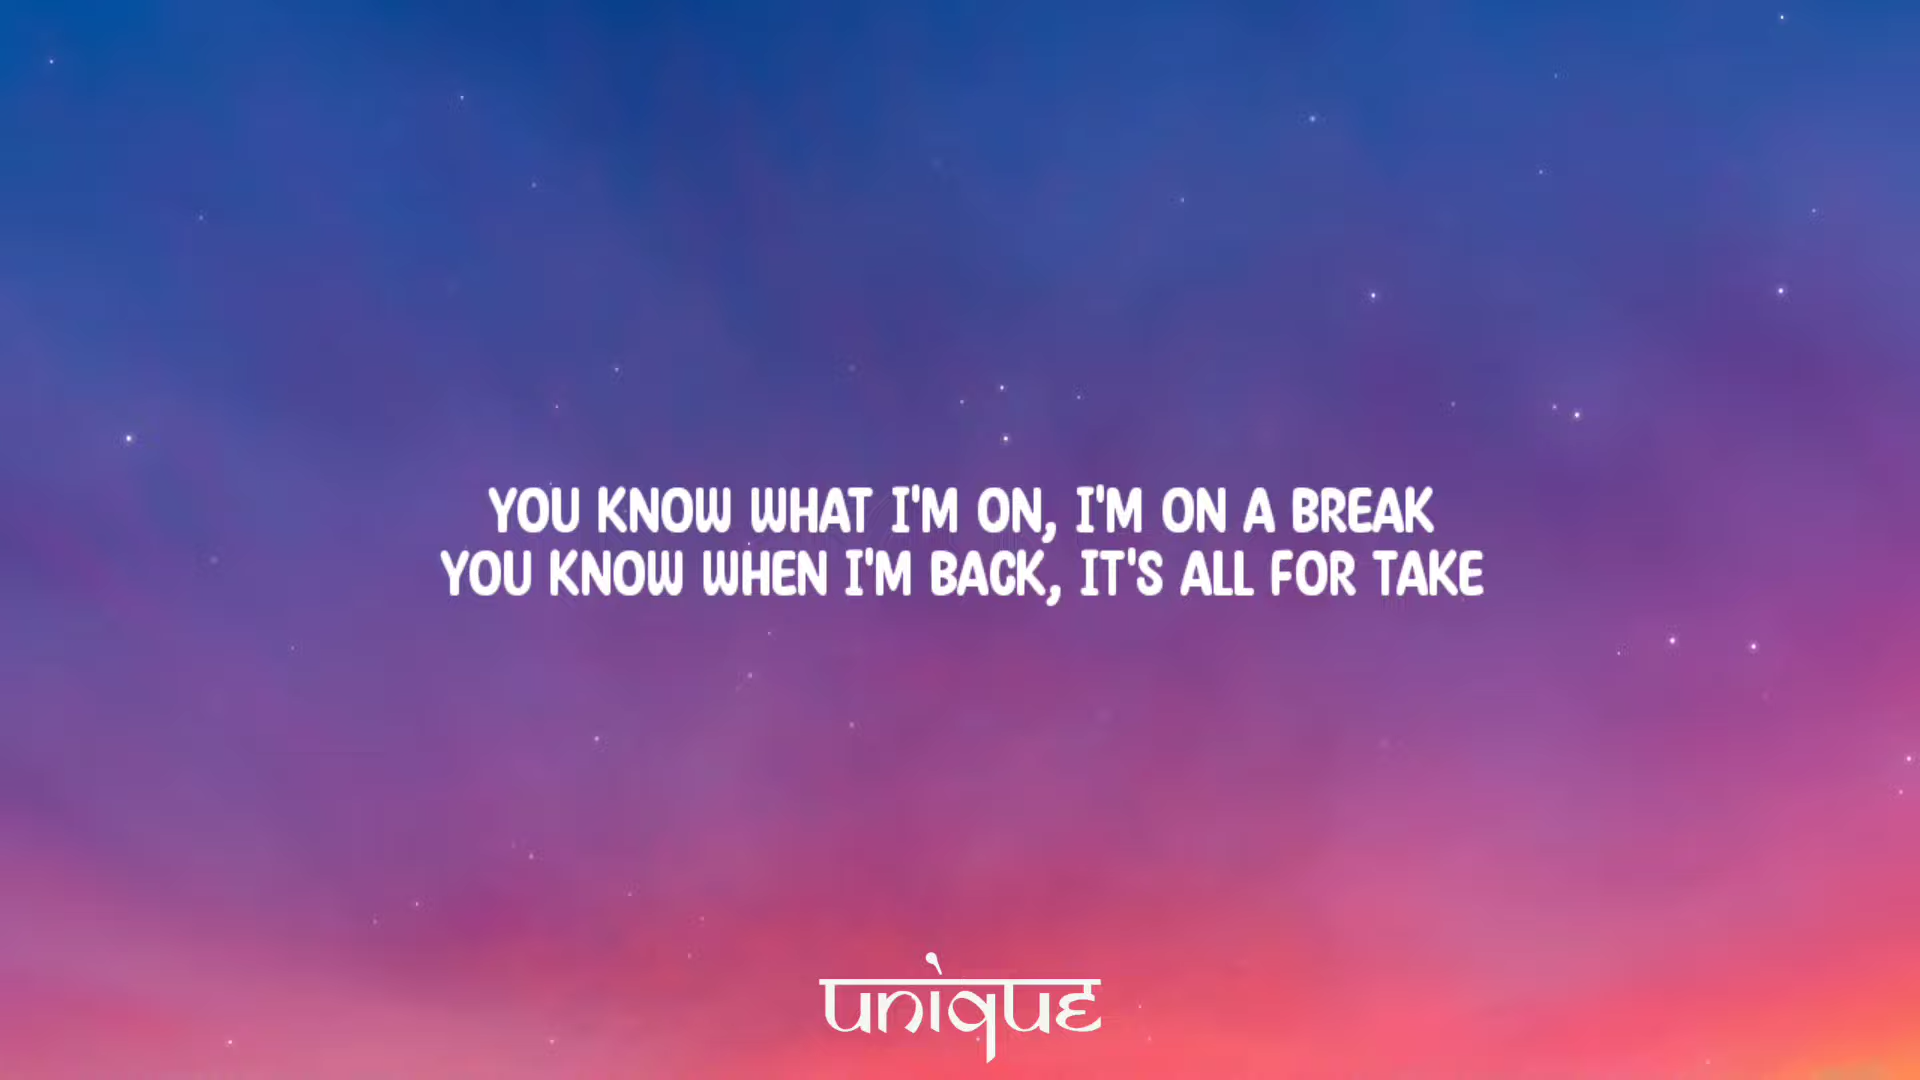 YOU KNOW WHAT I'M ON, I'M ON A BREAK
YOU KNOW WHEN I'M BACK, IT'S ALL FOR TAKE
unique